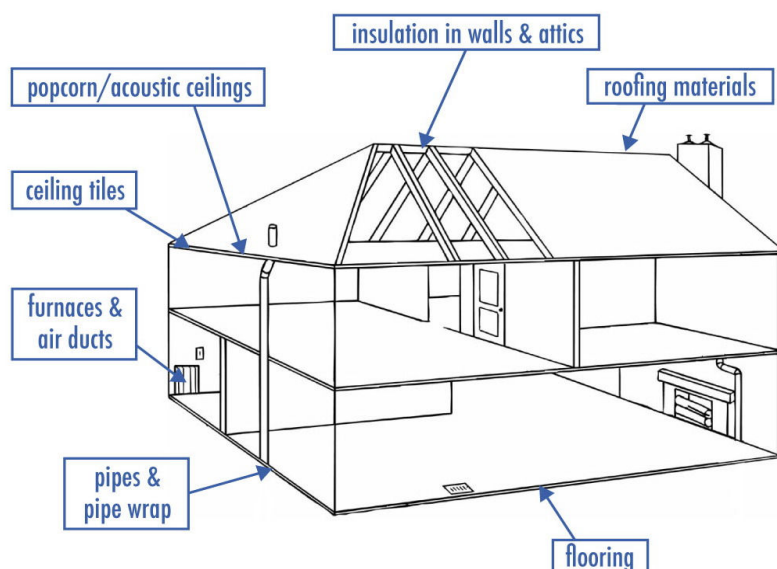 insulation in walls & attics
popcorn/acoustic ceilings
roofing materials
ceiling tiles
furnaces &
air ducts
pipes &
pipe wrap
flooring